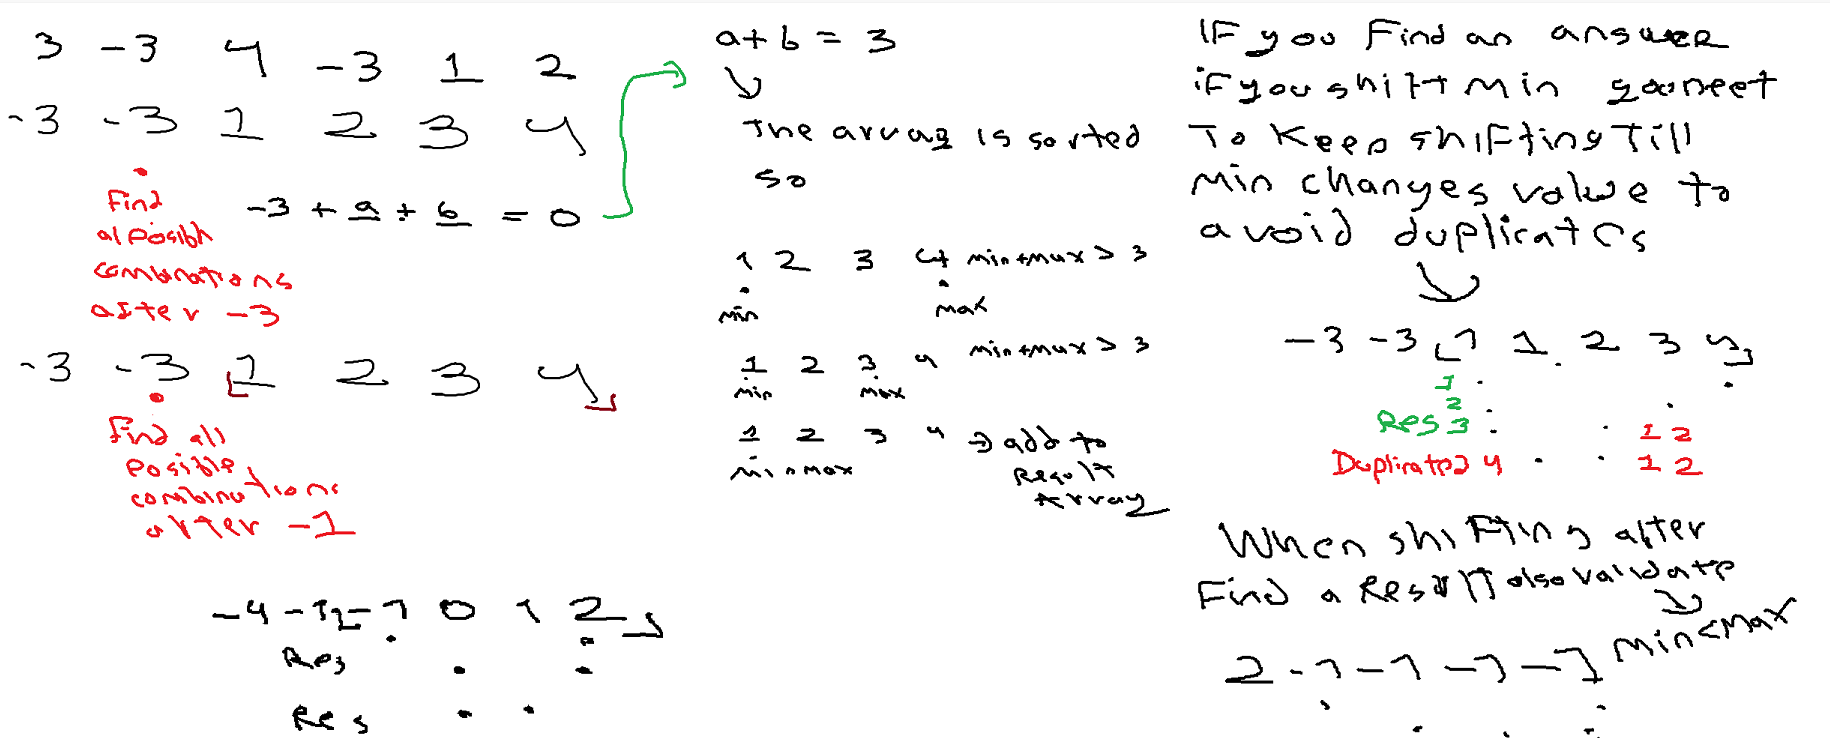 3 -3 4 -3 1 2
-3 -3 1 2 3 4
Find
al posibl
combinations
after -3
-3 + a + b = 0
-3 -3 [1 2 3 4]
Find all
posible
combinations
after -1
-4 -1 [-1 0 1 2]
Res
Res
a+b = 3
The array is sorted
so
1 2 3 4 min+max > 3
min max
1 2 3 4 min+max > 3
min max
1 2 3 4 → add to
min max Result
Array
IF you Find an answer
if you shift min
To Keep shifting Till
Min changes value to
avoid duplicates
-3 -3 [1 1 2 3 4]
1
2
Res 3 1 2
Duplicated 4 1 2
When shifting after
Find a Result also validate
min<Max
2 -1 -1 -1 -1